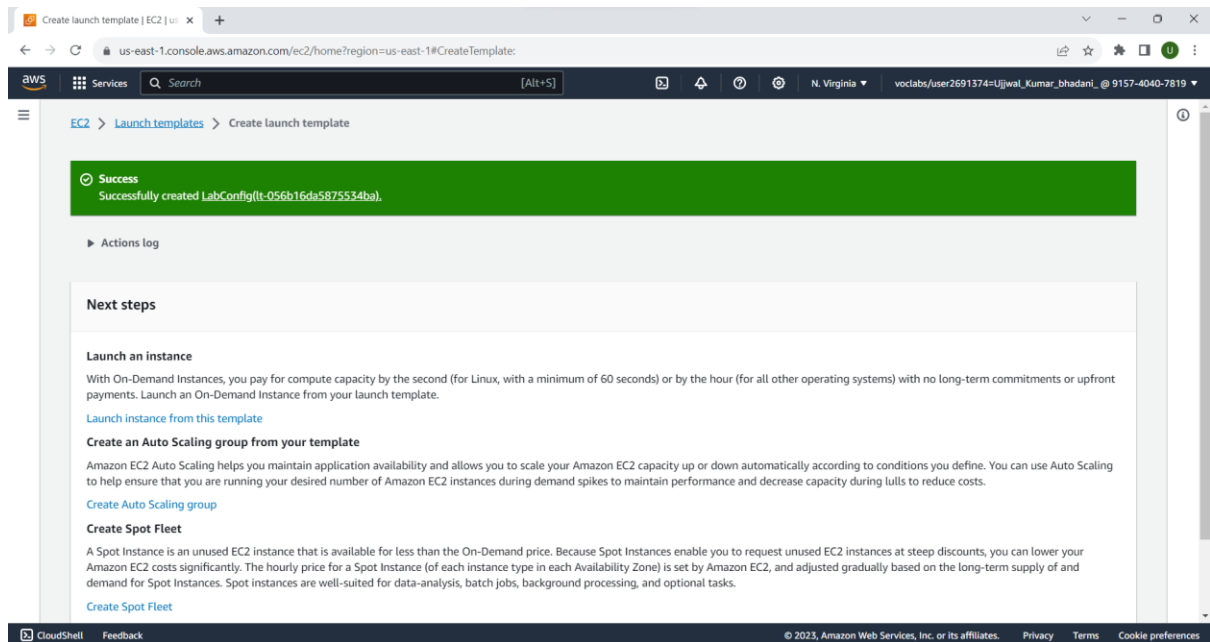 Create launch template | EC2 | us
us-east-1.console.aws.amazon.com/ec2/home?region=us-east-1#CreateTemplate:
U
aws
Services
Search
[Alt+S]
N. Virginia
voclabs/user2691374=Ujjwal_Kumar_bhadani_ @ 9157-4040-7819
EC2 > Launch templates > Create launch template
Success
Successfully created LabConfig(lt-056b16da5875534ba).
Actions log
Next steps
Launch an instance
With On-Demand Instances, you pay for compute capacity by the second (for Linux, with a minimum of 60 seconds) or by the hour (for all other operating systems) with no long-term commitments or upfront
payments. Launch an On-Demand Instance from your launch template.
Launch instance from this template
Create an Auto Scaling group from your template
Amazon EC2 Auto Scaling helps you maintain application availability and allows you to scale your Amazon EC2 capacity up or down automatically according to conditions you define. You can use Auto Scaling
to help ensure that you are running your desired number of Amazon EC2 instances during demand spikes to maintain performance and decrease capacity during lulls to reduce costs.
Create Auto Scaling group
Create Spot Fleet
A Spot Instance is an unused EC2 instance that is available for less than the On-Demand price. Because Spot Instances enable you to request unused EC2 instances at steep discounts, you can lower your
Amazon EC2 costs significantly. The hourly price for a Spot Instance (of each instance type in each Availability Zone) is set by Amazon EC2, and adjusted gradually based on the long-term supply of and
demand for Spot Instances. Spot instances are well-suited for data-analysis, batch jobs, background processing, and optional tasks.
Create Spot Fleet
CloudShell Feedback © 2023, Amazon Web Services, Inc. or its affiliates. Privacy Terms Cookie preferences